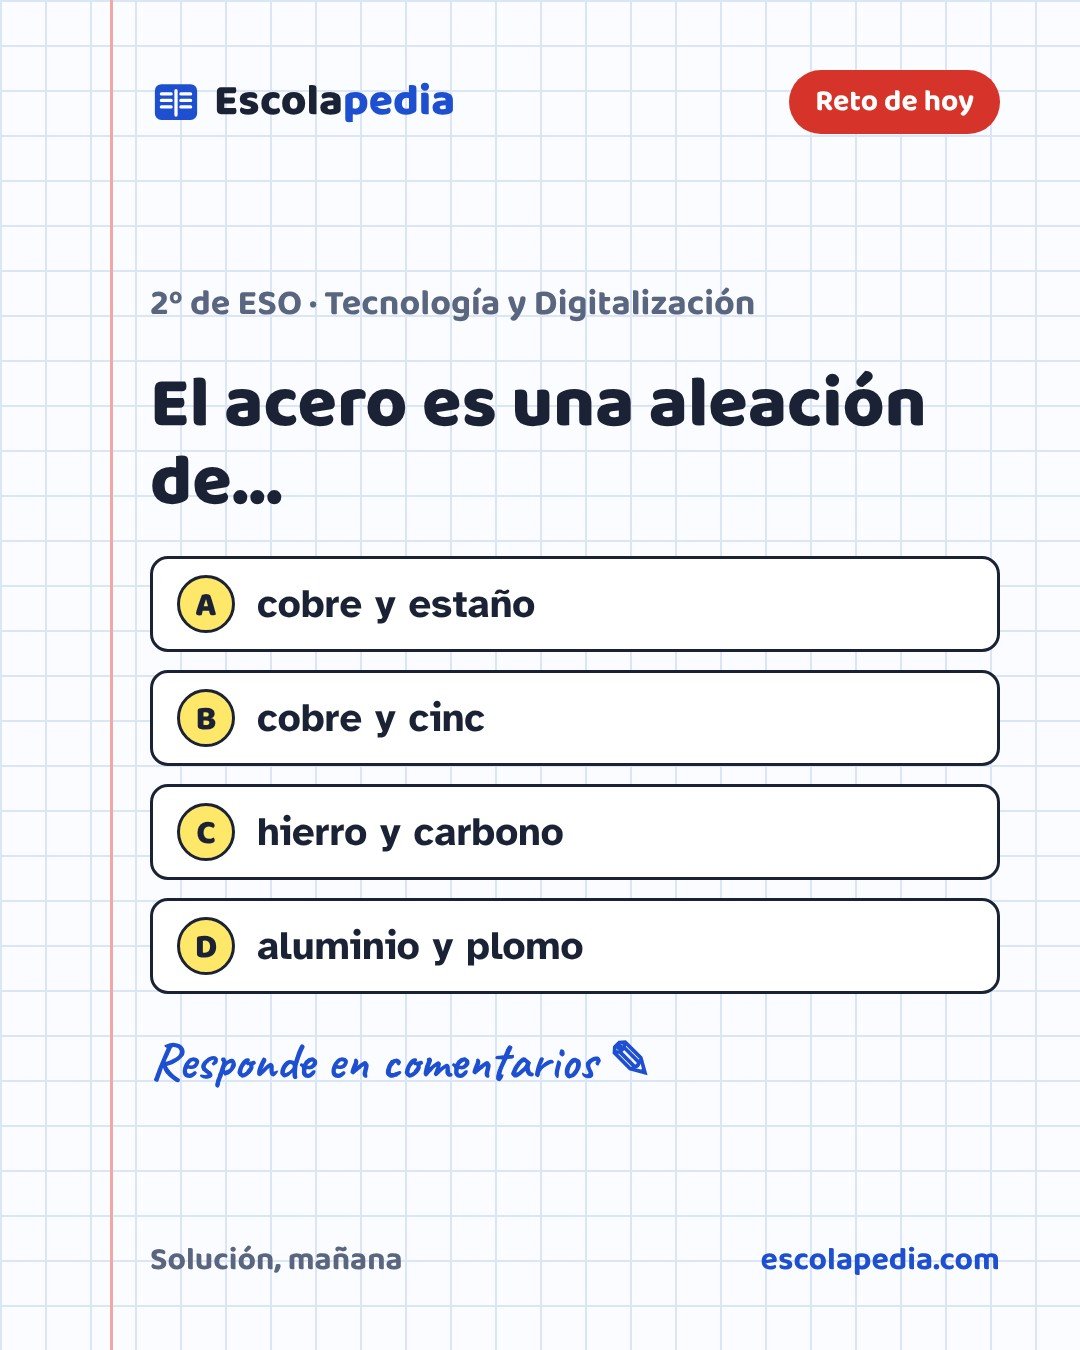 Escolapedia
Reto de hoy
2º de ESO · Tecnología y Digitalización
El acero es una aleación
de...
A cobre y estaño
B cobre y cinc
C hierro y carbono
D aluminio y plomo
Responde en comentarios ✎
Solución, mañana
escolapedia.com